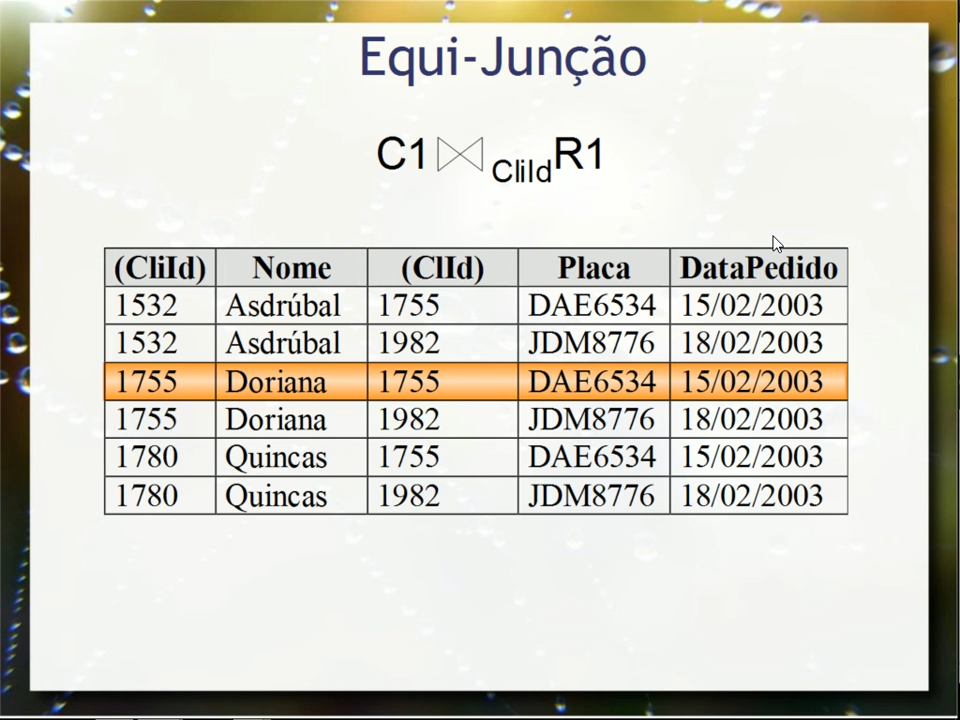 Equi-Junção
C1⋈CliIdR1
(CliId) Nome (ClId) Placa DataPedido
1532 Asdrúbal 1755 DAE6534 15/02/2003
1532 Asdrúbal 1982 JDM8776 18/02/2003
1755 Doriana 1755 DAE6534 15/02/2003
1755 Doriana 1982 JDM8776 18/02/2003
1780 Quincas 1755 DAE6534 15/02/2003
1780 Quincas 1982 JDM8776 18/02/2003